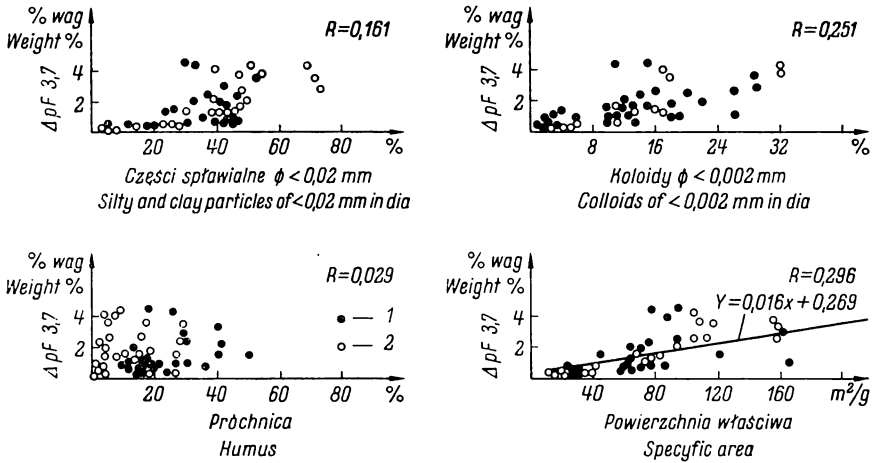 % wag
Weight %
R=0,161
Δ pF 3,7
4
2
20 40 60 80 %
Części spławialne ϕ < 0,02 mm
Silty and clay particles of <0,02 mm in dia
% wag
Weight %
R=0,251
Δ pF 3,7
4
2
8 16 24 32 %
Koloidy ϕ < 0,002 mm
Colloids of < 0,002 mm in dia
% wag
Weight %
R=0,029
Δ pF 3,7
4
2
1
2
20 40 60 80 %
Próchnica
Humus
% wag
Weight %
R=0,296
Y=0,016x+0,269
Δ pF 3,7
4
2
40 80 120 160 m²/g
Powierzchnia właściwa
Specyfic area